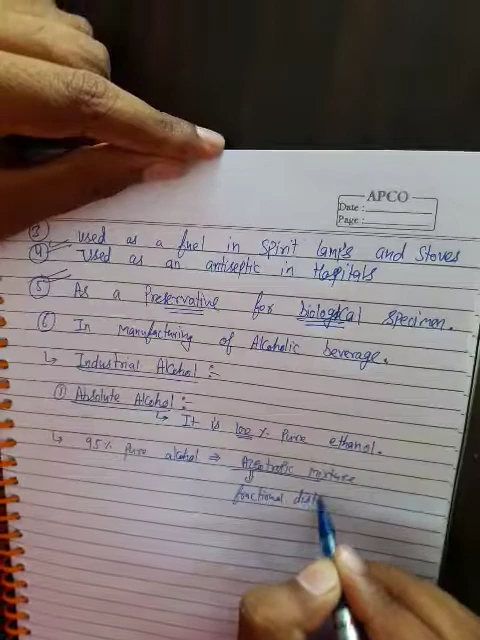 APCO
Date :
Page :
③ Used as a fuel in Spirit lamps and Stoves
④ Used as an antiseptic in Hospitals
⑤ As a Preservative for biological specimen.
⑥ In manufacturing of Alcoholic beverage.
↳ Industrial Alcohol :-
① Absolute Alcohol :-
↳ It is 100 % Pure ethanol.
↳ 95% Pure alcohol ⇒ Azeotropic mixture
⇓